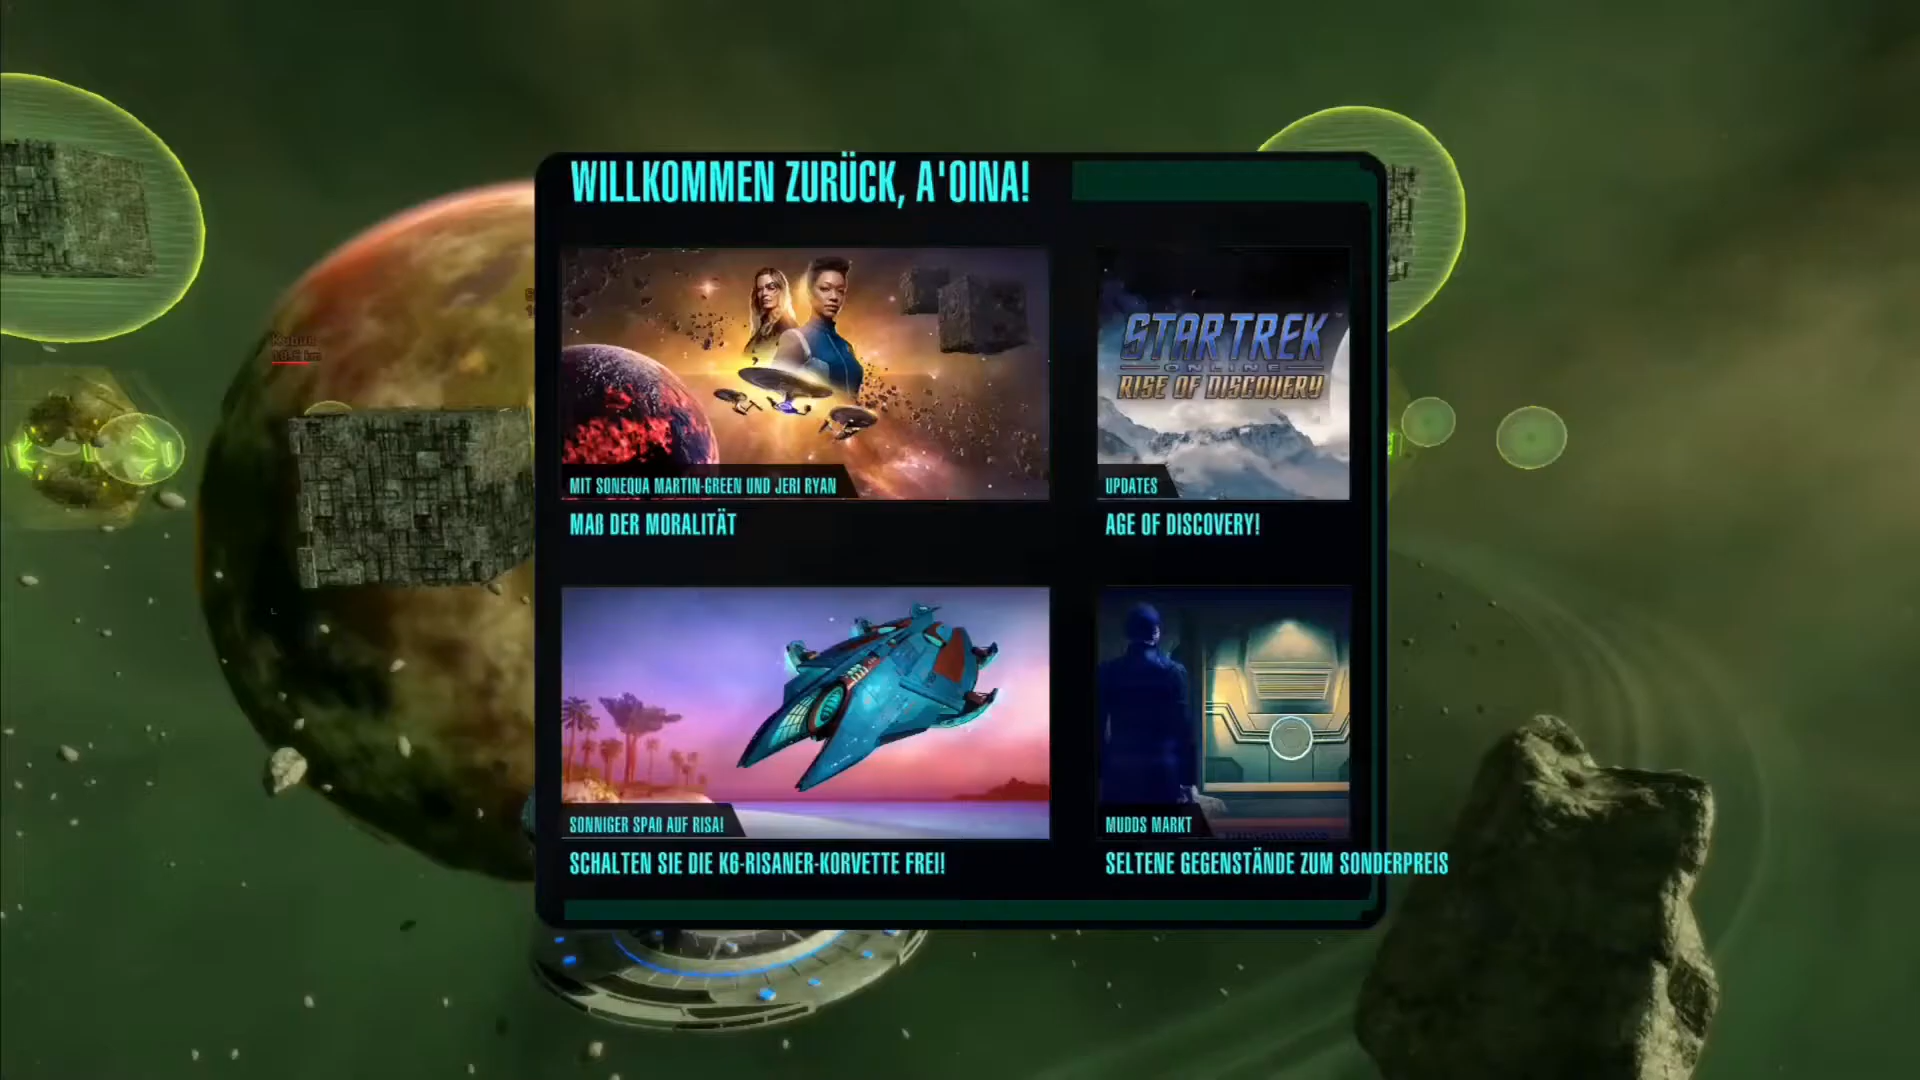 WILLKOMMEN ZURÜCK, A'OINA!
MIT SONEQUA MARTIN-GREEN UND JERI RYAN
MAß DER MORALITÄT
STAR TREK
ONLINE
RISE OF DISCOVERY
UPDATES
AGE OF DISCOVERY!
SONNIGER SPAß AUF RISA!
SCHALTEN SIE DIE K6-RISANER-KORVETTE FREI!
MUDDS MARKT
SELTENE GEGENSTÄNDE ZUM SONDERPREIS